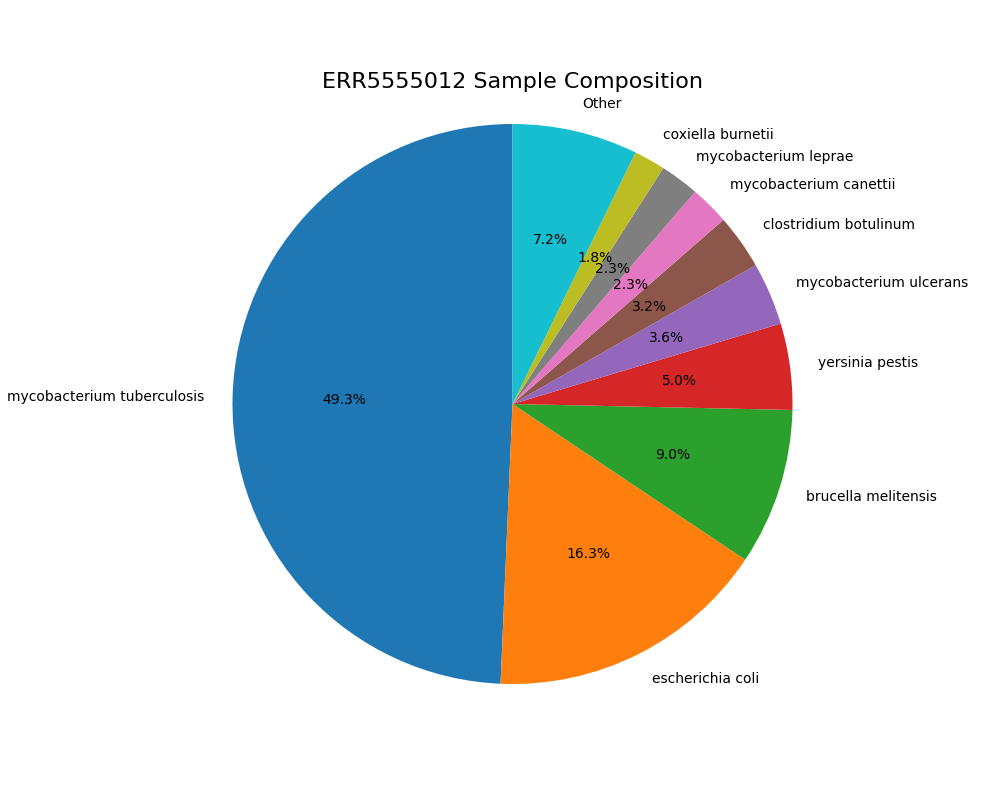 ERR5555012 Sample Composition
Other
coxiella burnetii
mycobacterium leprae
mycobacterium canettii
clostridium botulinum
mycobacterium ulcerans
yersinia pestis
brucella melitensis
escherichia coli
mycobacterium tuberculosis
7.2%
1.8%
2.3%
2.3%
3.2%
3.6%
5.0%
9.0%
16.3%
49.3%